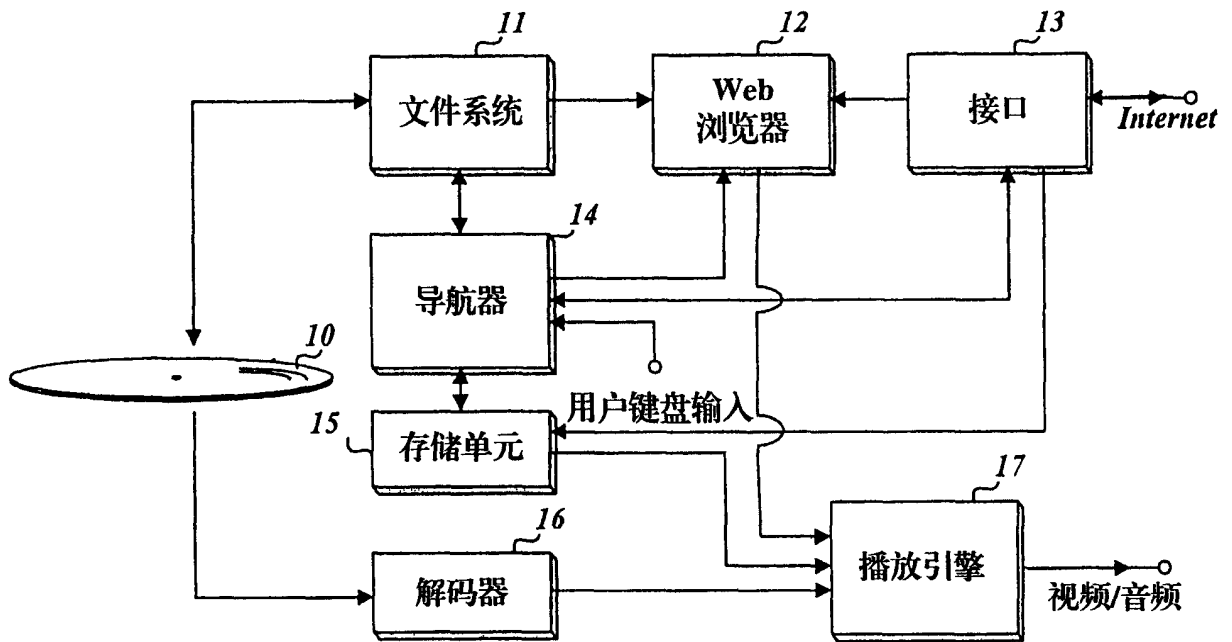 11
12
13
文件系统
Web
浏览器
接口
Internet
14
导航器
10
用户键盘输入
15
存储单元
17
16
播放引擎
解码器
视频/音频